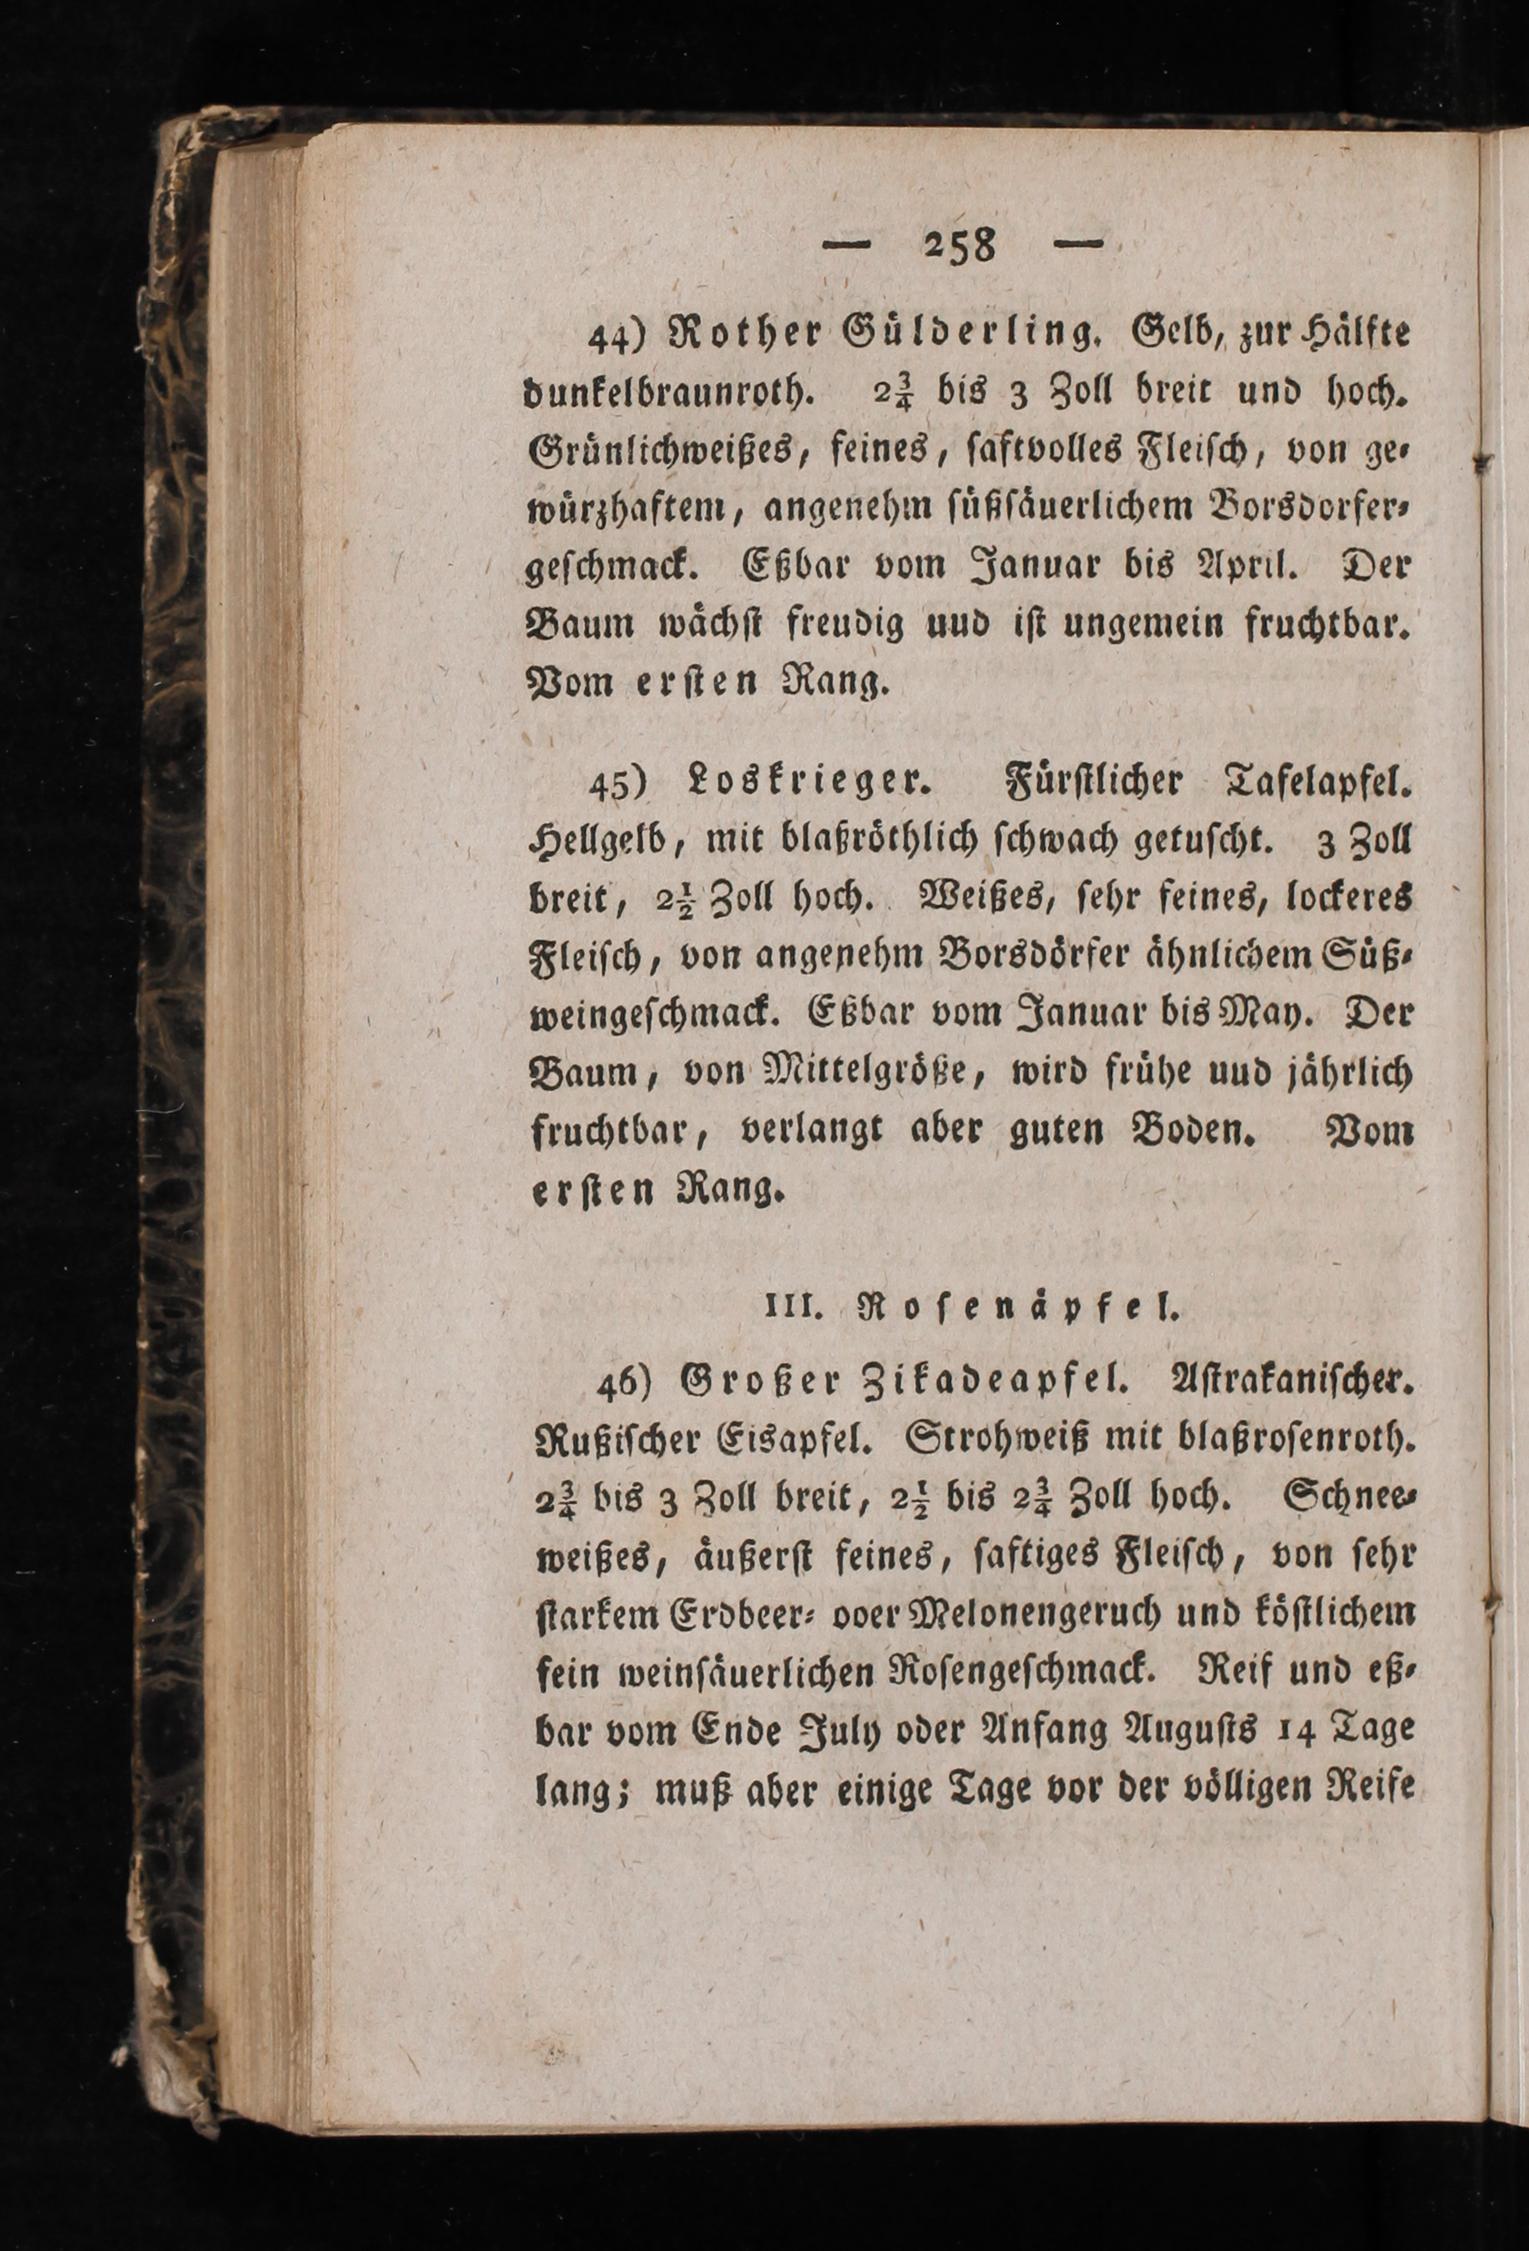 — 258 —
44) Rother Gülderling. Gelb, zur Hälfte
dunkelbraunroth. 2¾ bis 3 Zoll breit und hoch.
Grünlichweißes, feines, ſaftvolles Fleiſch, von ge⸗
würzhaftem, angenehm ſüßſäuerlichem Borsdorfer⸗
geſchmack. Eßbar vom Januar bis April. Der
Baum wächſt freudig uud iſt ungemein fruchtbar.
Vom erſten Rang.
45) Loskrieger. Fürſtlicher Tafelapfel.
Hellgelb, mit blaßröthlich ſchwach getuſcht. 3 Zoll
breit, 2½ Zoll hoch. Weißes, ſehr feines, lockeres
Fleiſch, von angenehm Borsdörfer ähnlichem Süß⸗
weingeſchmack. Eßbar vom Januar bis May. Der
Baum, von Mittelgröße, wird frühe uud jährlich
fruchtbar, verlangt aber guten Boden. Vom
erſten Rang.
III. Roſenäpfel.
46) Großer Zikadeapfel. Aſtrakaniſcher.
Rußiſcher Eisapfel. Strohweiß mit blaßroſenroth.
2¾ bis 3 Zoll breit, 2½ bis 2¾ Zoll hoch. Schnee⸗
weißes, äußerſt feines, ſaftiges Fleiſch, von ſehr
ſtarkem Erdbeer⸗ oder Melonengeruch und köſtlichem
fein weinſäuerlichen Roſengeſchmack. Reif und eß⸗
bar vom Ende July oder Anfang Auguſts 14 Tage
lang; muß aber einige Tage vor der völligen Reife